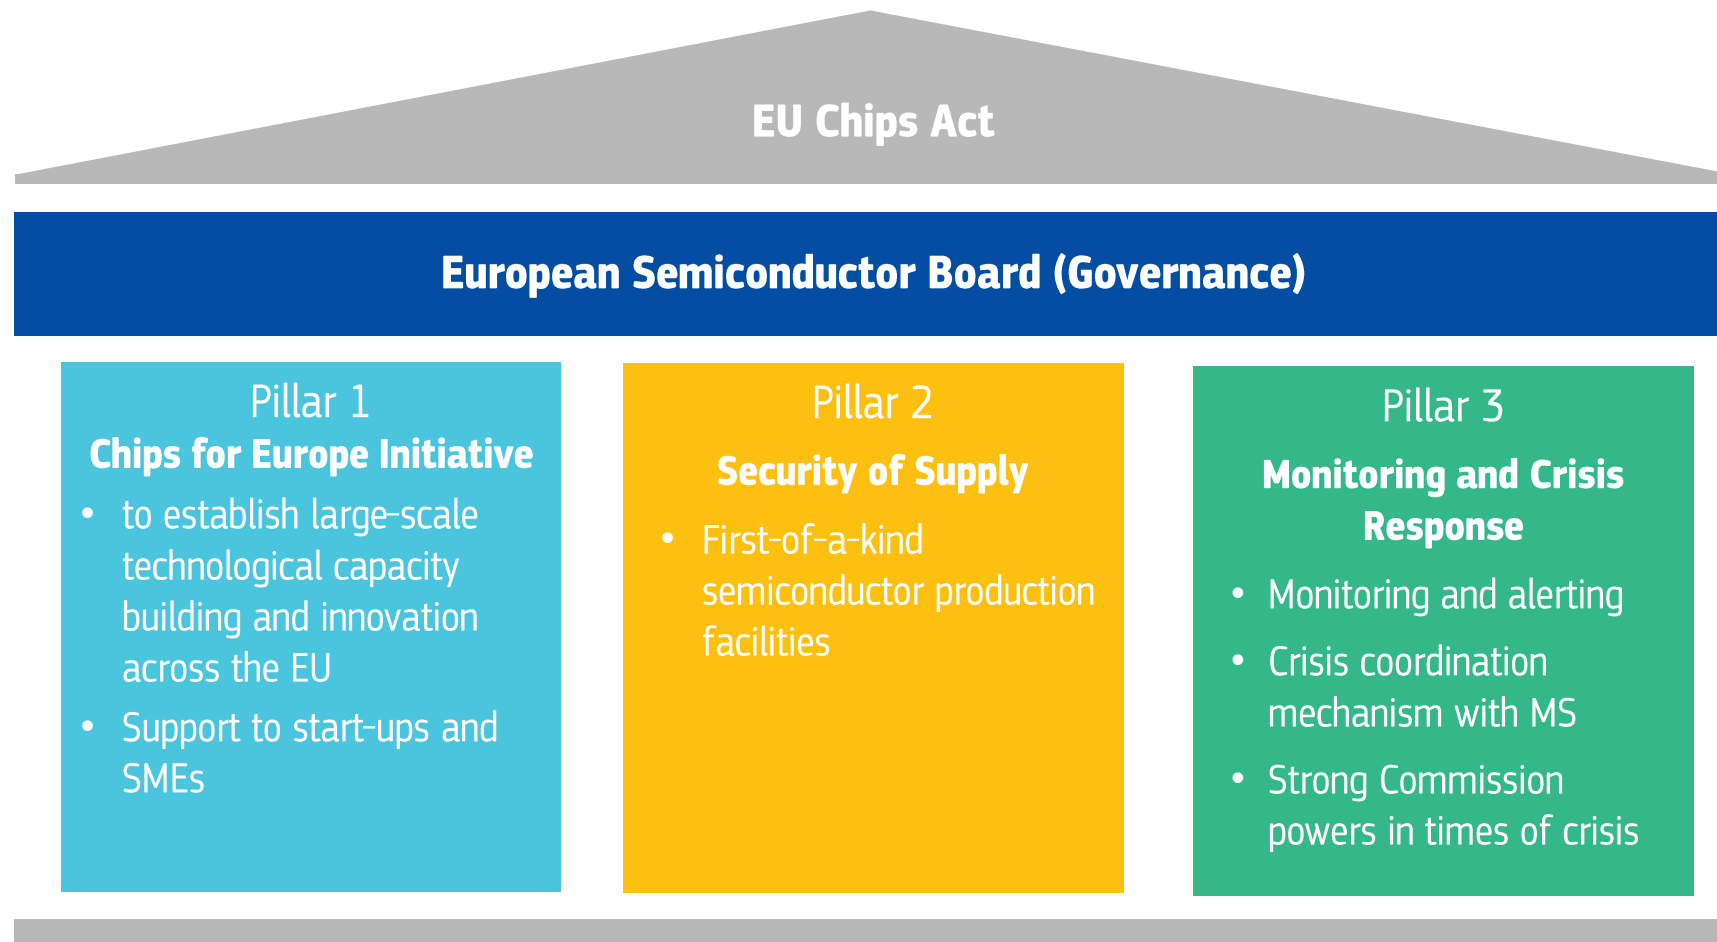 EU Chips Act
European Semiconductor Board (Governance)
Pillar 1
Chips for Europe Initiative
• to establish large-scale
technological capacity
building and innovation
across the EU
• Support to start-ups and
SMEs
Pillar 2
Security of Supply
• First-of-a-kind
semiconductor production
facilities
Pillar 3
Monitoring and Crisis
Response
• Monitoring and alerting
• Crisis coordination
mechanism with MS
• Strong Commission
powers in times of crisis